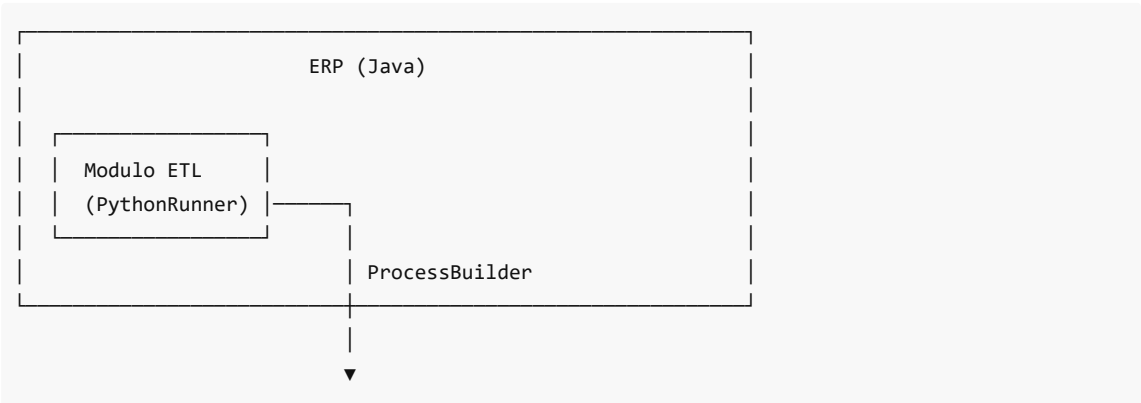 ERP (Java)
Modulo ETL
(PythonRunner)
ProcessBuilder